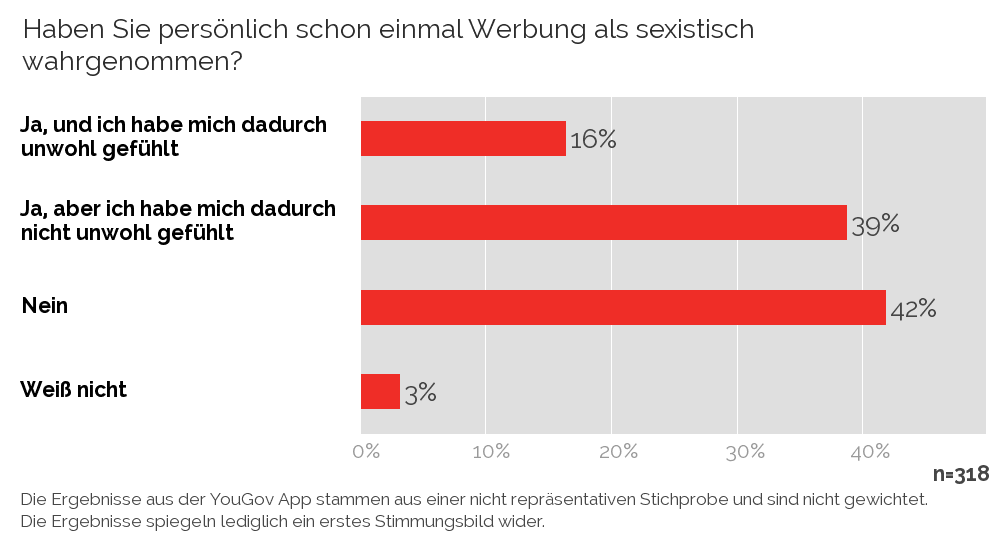 Haben Sie persönlich schon einmal Werbung als sexistisch
wahrgenommen?
Ja, und ich habe mich dadurch
unwohl gefühlt
16%
Ja, aber ich habe mich dadurch
nicht unwohl gefühlt
39%
Nein
42%
Weiß nicht
3%
0% 10% 20% 30% 40%
n=318
Die Ergebnisse aus der YouGov App stammen aus einer nicht repräsentativen Stichprobe und sind nicht gewichtet.
Die Ergebnisse spiegeln lediglich ein erstes Stimmungsbild wider.